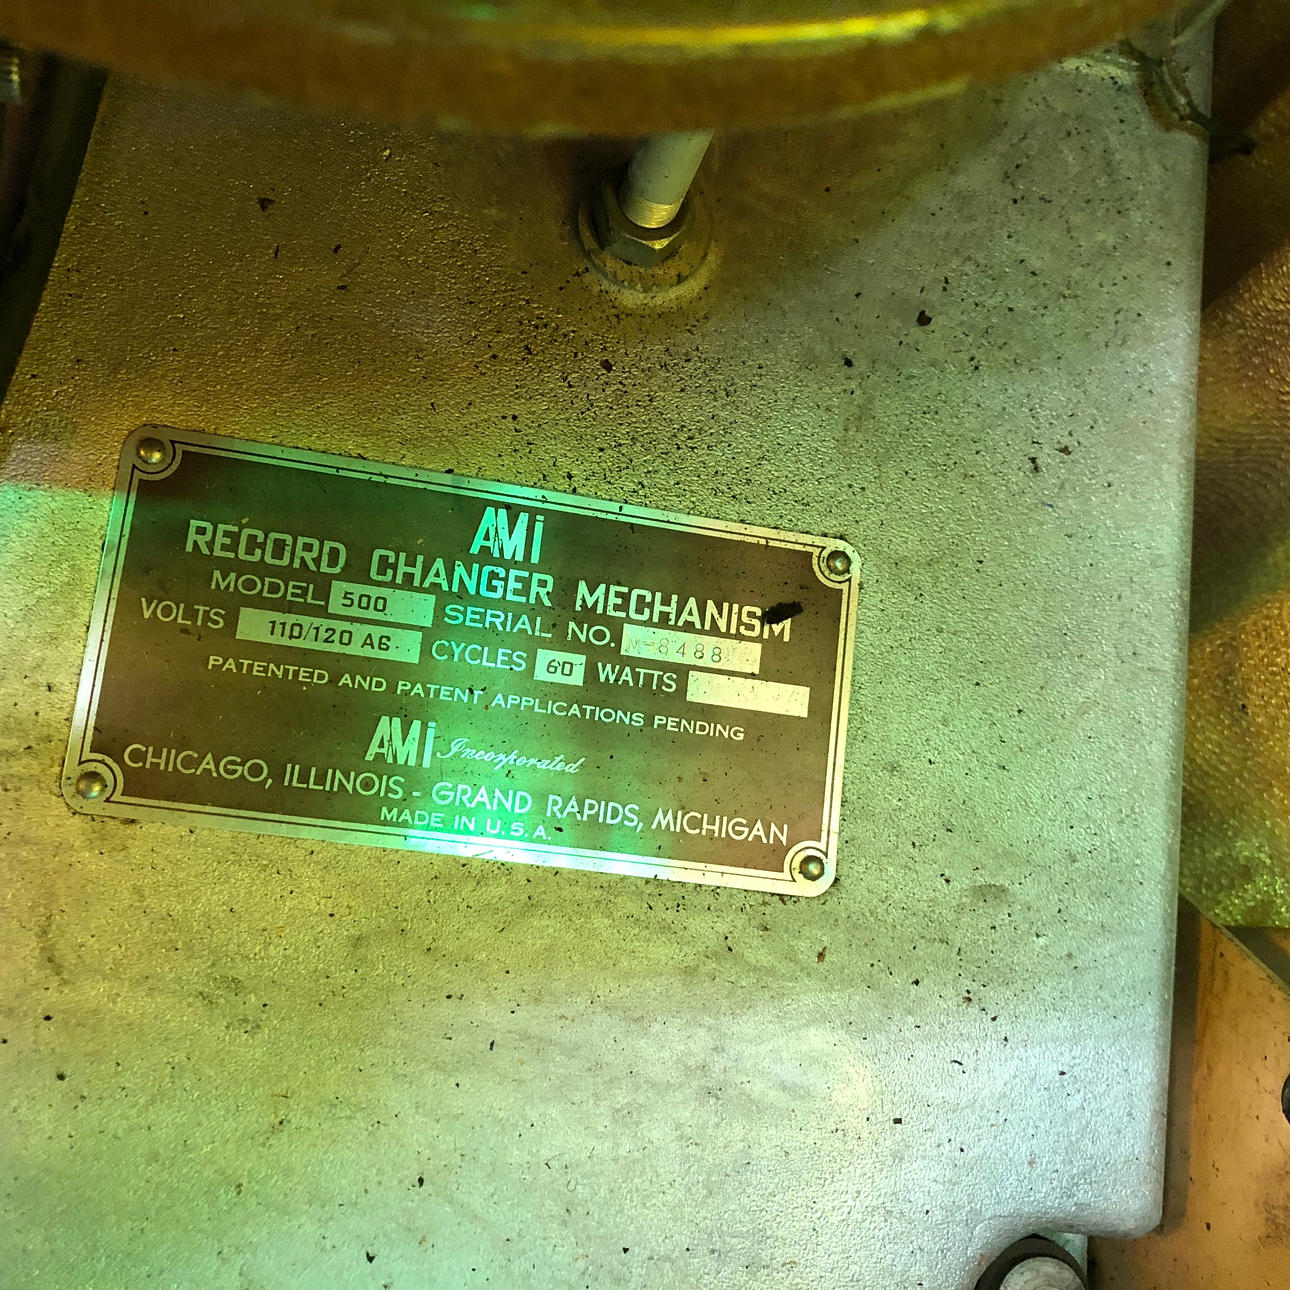 AMi
RECORD CHANGER MECHANISM
MODEL 500 SERIAL NO. M-8488
VOLTS 110/120 AC CYCLES 60 WATTS
PATENTED AND PATENT APPLICATIONS PENDING
AMi Incorporated
CHICAGO, ILLINOIS - GRAND RAPIDS, MICHIGAN
MADE IN U.S.A.